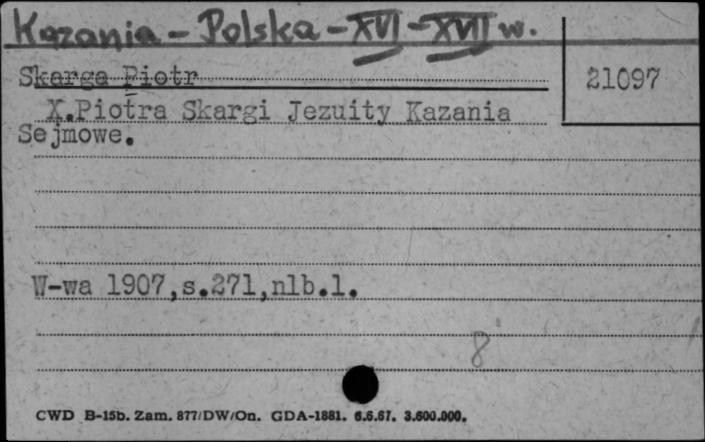 Kazania - Polska - XVI - XVII w.
Skarga Piotr
21097
X.Piotra Skargi Jezuity Kazania
Sejmowe.
W-wa 1907,s.271,nlb.1.
8
CWD B-15b. Zam. 877/DW/On. GDA-1881. 6.6.67. 3.600.000.